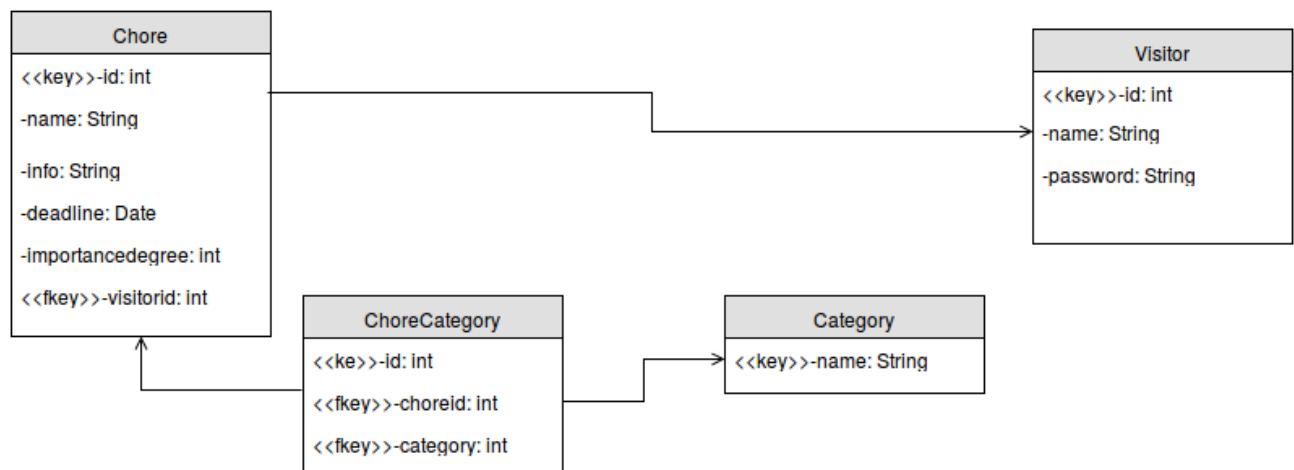 Chore
<<key>>-id: int
-name: String
-info: String
-deadline: Date
-importancedegree: int
<<fkey>>-visitorid: int
Visitor
<<key>>-id: int
-name: String
-password: String
ChoreCategory
<<ke>>-id: int
<<fkey>>-choreid: int
<<fkey>>-category: int
Category
<<key>>-name: String